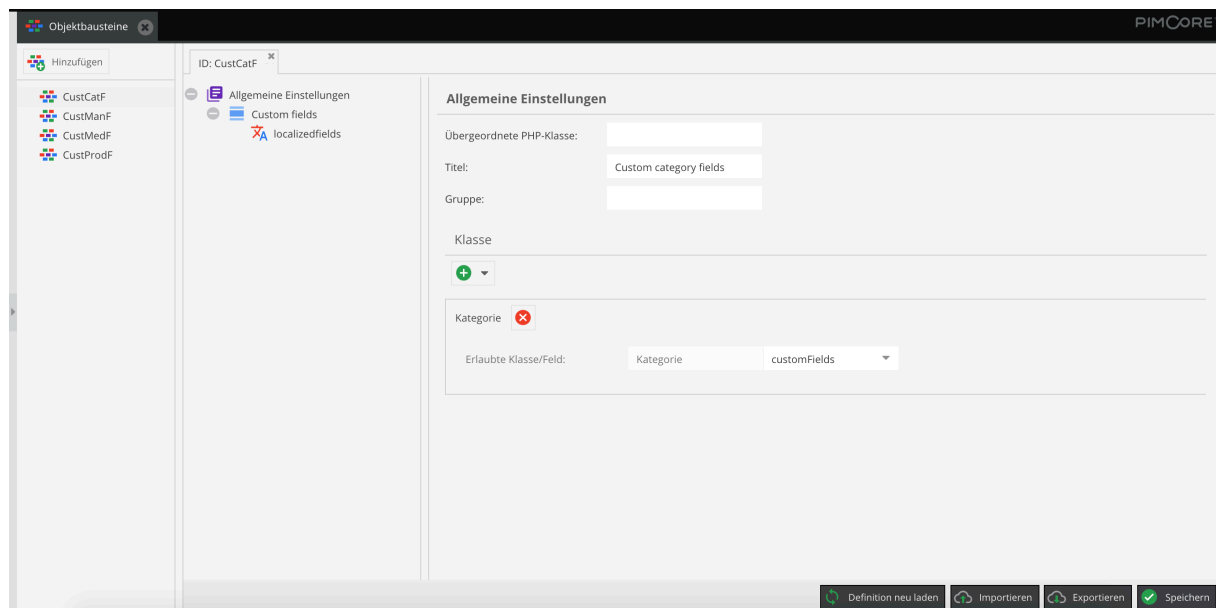 Objektbausteine
PIMCORE
Hinzufügen
CustCatF
CustManF
CustMedF
CustProdF
ID: CustCatF
Allgemeine Einstellungen
Custom fields
localizedfields
Allgemeine Einstellungen
Übergeordnete PHP-Klasse:
Titel: Custom category fields
Gruppe:
Klasse
Kategorie
Erlaubte Klasse/Feld: Kategorie customFields
Definition neu laden Importieren Exportieren Speichern